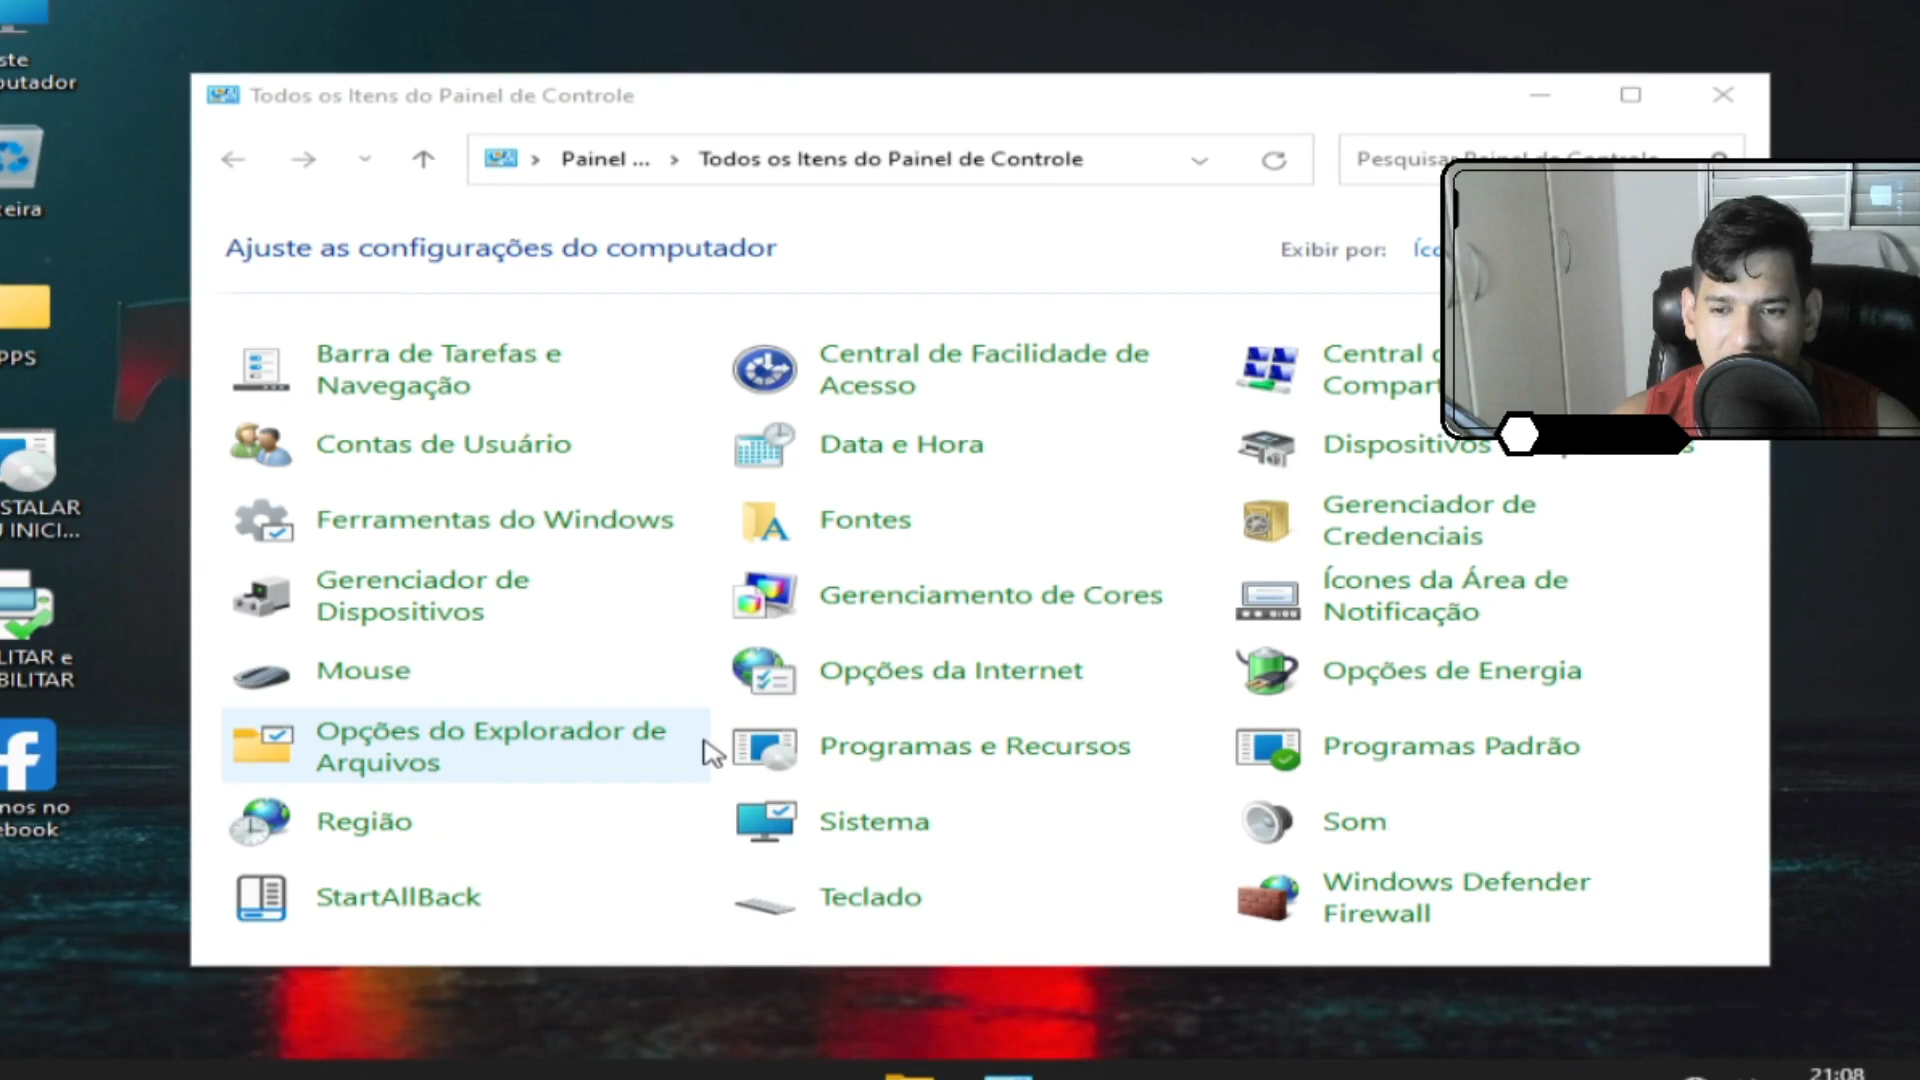 Todos os Itens do Painel de Controle
Painel ... > Todos os Itens do Painel de Controle
Pesquisar
Ajuste as configurações do computador
Exibir por:
Barra de Tarefas e
Navegação
Central de Facilidade de
Acesso
Central
Contas de Usuário
Data e Hora
Dispositivos
Ferramentas do Windows
Fontes
Gerenciador de
Credenciais
Gerenciador de
Dispositivos
Gerenciamento de Cores
Ícones da Área de
Notificação
Mouse
Opções da Internet
Opções de Energia
Opções do Explorador de
Arquivos
Programas e Recursos
Programas Padrão
Região
Sistema
Som
StartAllBack
Teclado
Windows Defender
Firewall
ste
putador
eira
PPS
STALAR
INICI...
LITAR e
BILITAR
nos no
ebook
21:08